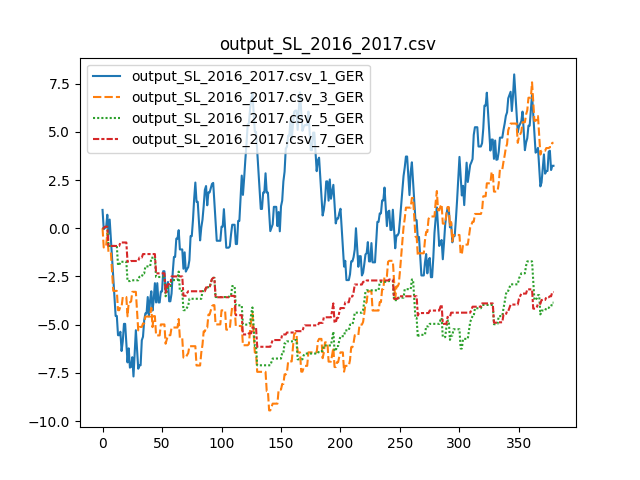 output_SL_2016_2017.csv
output_SL_2016_2017.csv_1_GER
output_SL_2016_2017.csv_3_GER
output_SL_2016_2017.csv_5_GER
output_SL_2016_2017.csv_7_GER
7.5
5.0
2.5
0.0
−2.5
−5.0
−7.5
−10.0
0 50 100 150 200 250 300 350